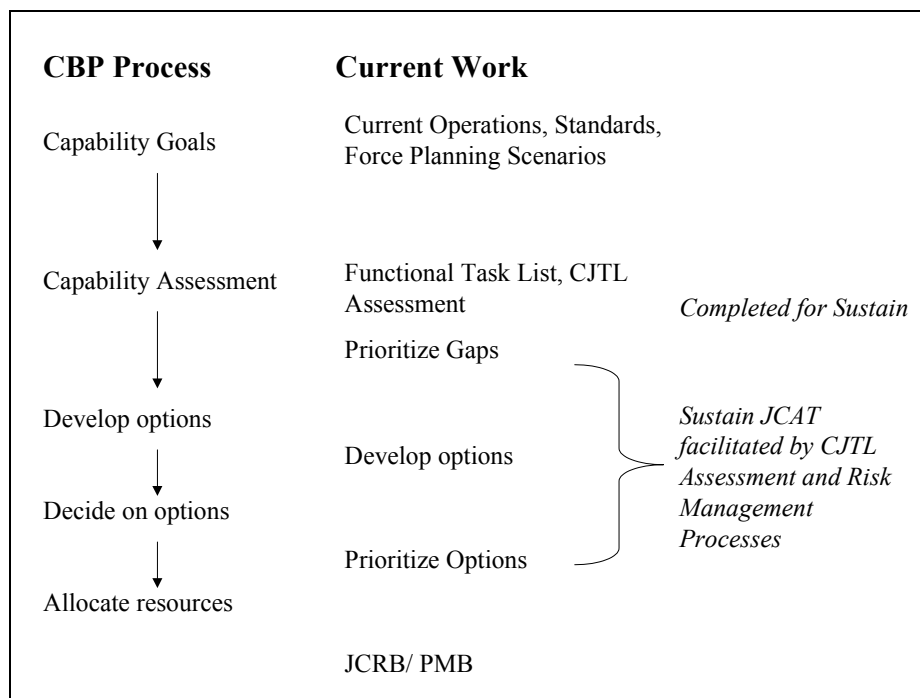 CBP Process
Current Work
Capability Goals
Current Operations, Standards,
Force Planning Scenarios
Capability Assessment
Functional Task List, CJTL
Assessment
Completed for Sustain
Prioritize Gaps
Develop options
Develop options
Sustain JCAT
facilitated by CJTL
Assessment and Risk
Management
Processes
Decide on options
Prioritize Options
Allocate resources
JCRB/ PMB